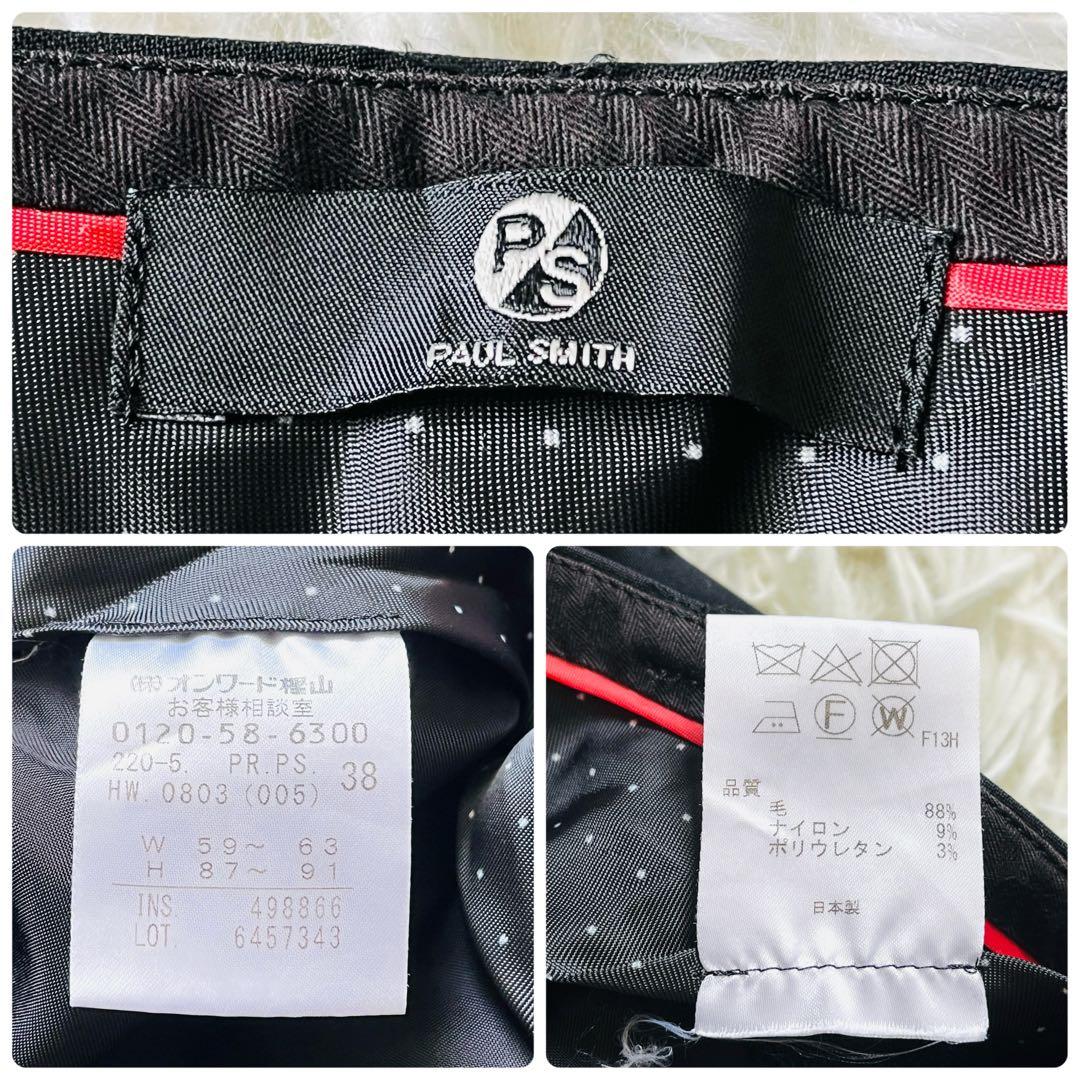 PS
PAUL SMITH
(株)オンワード樫山
お客様相談室
0120-58-6300
220-5. PR.PS. 38
HW. 0803 (005)
W 59~ 63
H 87~ 91
INS. 498866
LOT. 6457343
F W F13H
品質
毛 88%
ナイロン 9%
ポリウレタン 3%
日本製